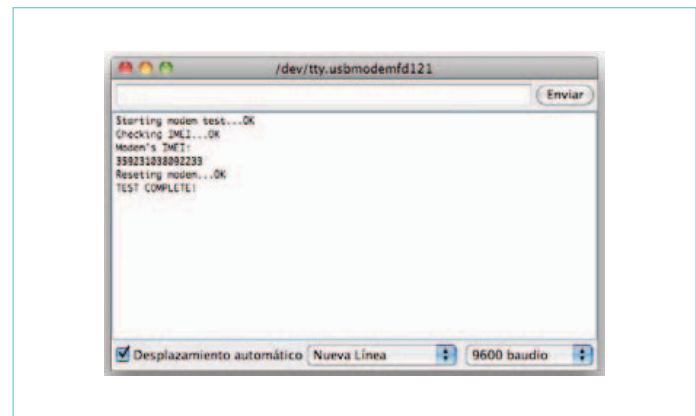 /dev/tty.usbmodemfd121
Enviar
Starting modem test...OK
Checking IMEI...OK
Modem's IMEI:
359231038092233
Reseting modem...OK
TEST COMPLETE!
Desplazamiento automático Nueva Línea 9600 baudio